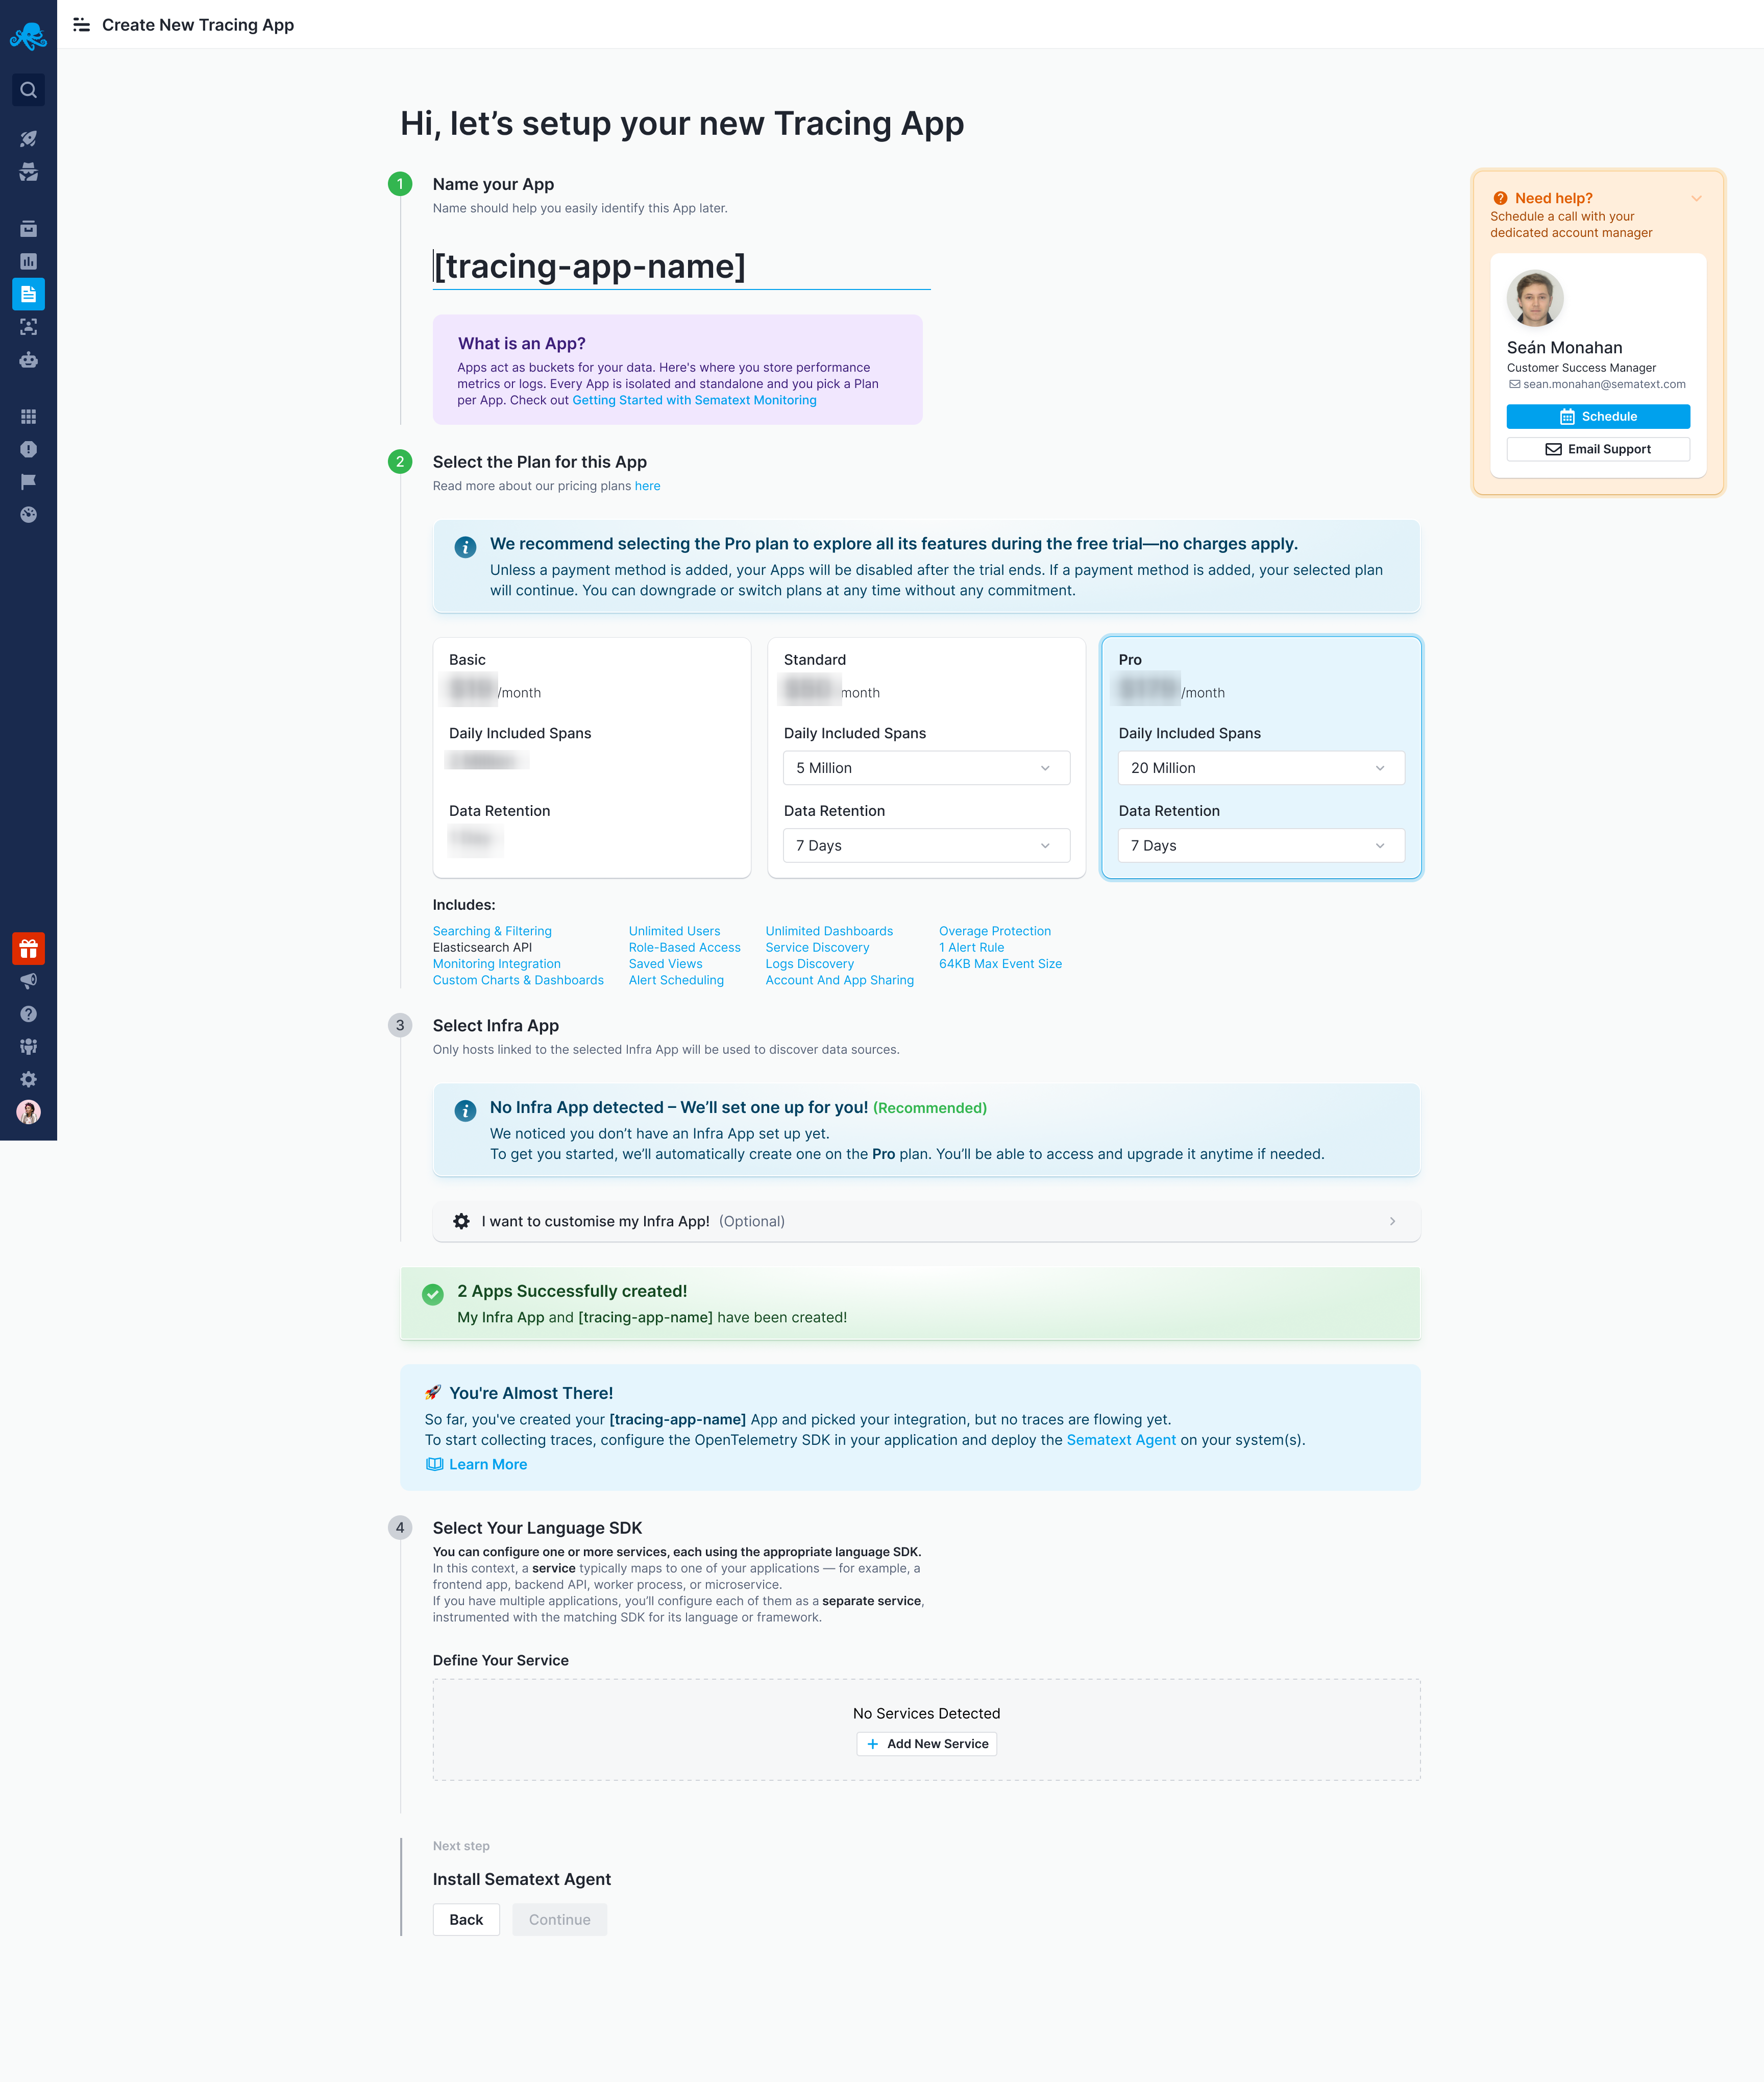 Create New Tracing App
Hi, let’s setup your new Tracing App
1
Name your App
Name should help you easily identify this App later.
[tracing-app-name]
What is an App?
Apps act as buckets for your data. Here's where you store performance
metrics or logs. Every App is isolated and standalone and you pick a Plan
per App. Check out Getting Started with Sematext Monitoring
Need help?
Schedule a call with your
dedicated account manager
Seán Monahan
Customer Success Manager
sean.monahan@sematext.com
Schedule
Email Support
2
Select the Plan for this App
Read more about our pricing plans here
We recommend selecting the Pro plan to explore all its features during the free trial—no charges apply.
Unless a payment method is added, your Apps will be disabled after the trial ends. If a payment method is added, your selected plan
will continue. You can downgrade or switch plans at any time without any commitment.
Basic
/month
Daily Included Spans
Data Retention
Standard
month
Daily Included Spans
5 Million
Data Retention
7 Days
Pro
/month
Daily Included Spans
20 Million
Data Retention
7 Days
Includes:
Searching & Filtering
Elasticsearch API
Monitoring Integration
Custom Charts & Dashboards
Unlimited Users
Role-Based Access
Saved Views
Alert Scheduling
Unlimited Dashboards
Service Discovery
Logs Discovery
Account And App Sharing
Overage Protection
1 Alert Rule
64KB Max Event Size
3
Select Infra App
Only hosts linked to the selected Infra App will be used to discover data sources.
No Infra App detected – We’ll set one up for you! (Recommended)
We noticed you don’t have an Infra App set up yet.
To get you started, we’ll automatically create one on the Pro plan. You’ll be able to access and upgrade it anytime if needed.
I want to customise my Infra App! (Optional)
2 Apps Successfully created!
My Infra App and [tracing-app-name] have been created!
🚀 You're Almost There!
So far, you've created your [tracing-app-name] App and picked your integration, but no traces are flowing yet.
To start collecting traces, configure the OpenTelemetry SDK in your application and deploy the Sematext Agent on your system(s).
Learn More
4
Select Your Language SDK
You can configure one or more services, each using the appropriate language SDK.
In this context, a service typically maps to one of your applications — for example, a
frontend app, backend API, worker process, or microservice.
If you have multiple applications, you’ll configure each of them as a separate service,
instrumented with the matching SDK for its language or framework.
Define Your Service
No Services Detected
+ Add New Service
Next step
Install Sematext Agent
Back
Continue